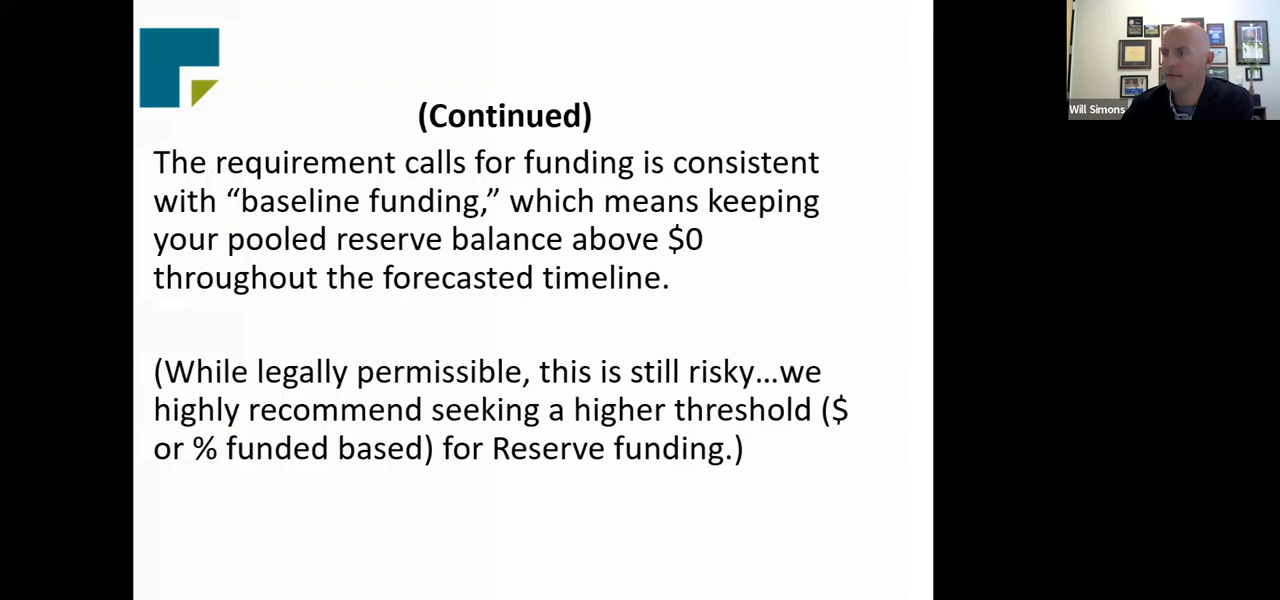 (Continued)
The requirement calls for funding is consistent
with “baseline funding,” which means keeping
your pooled reserve balance above $0
throughout the forecasted timeline.
(While legally permissible, this is still risky…we
highly recommend seeking a higher threshold ($
or % funded based) for Reserve funding.)
Will Simons